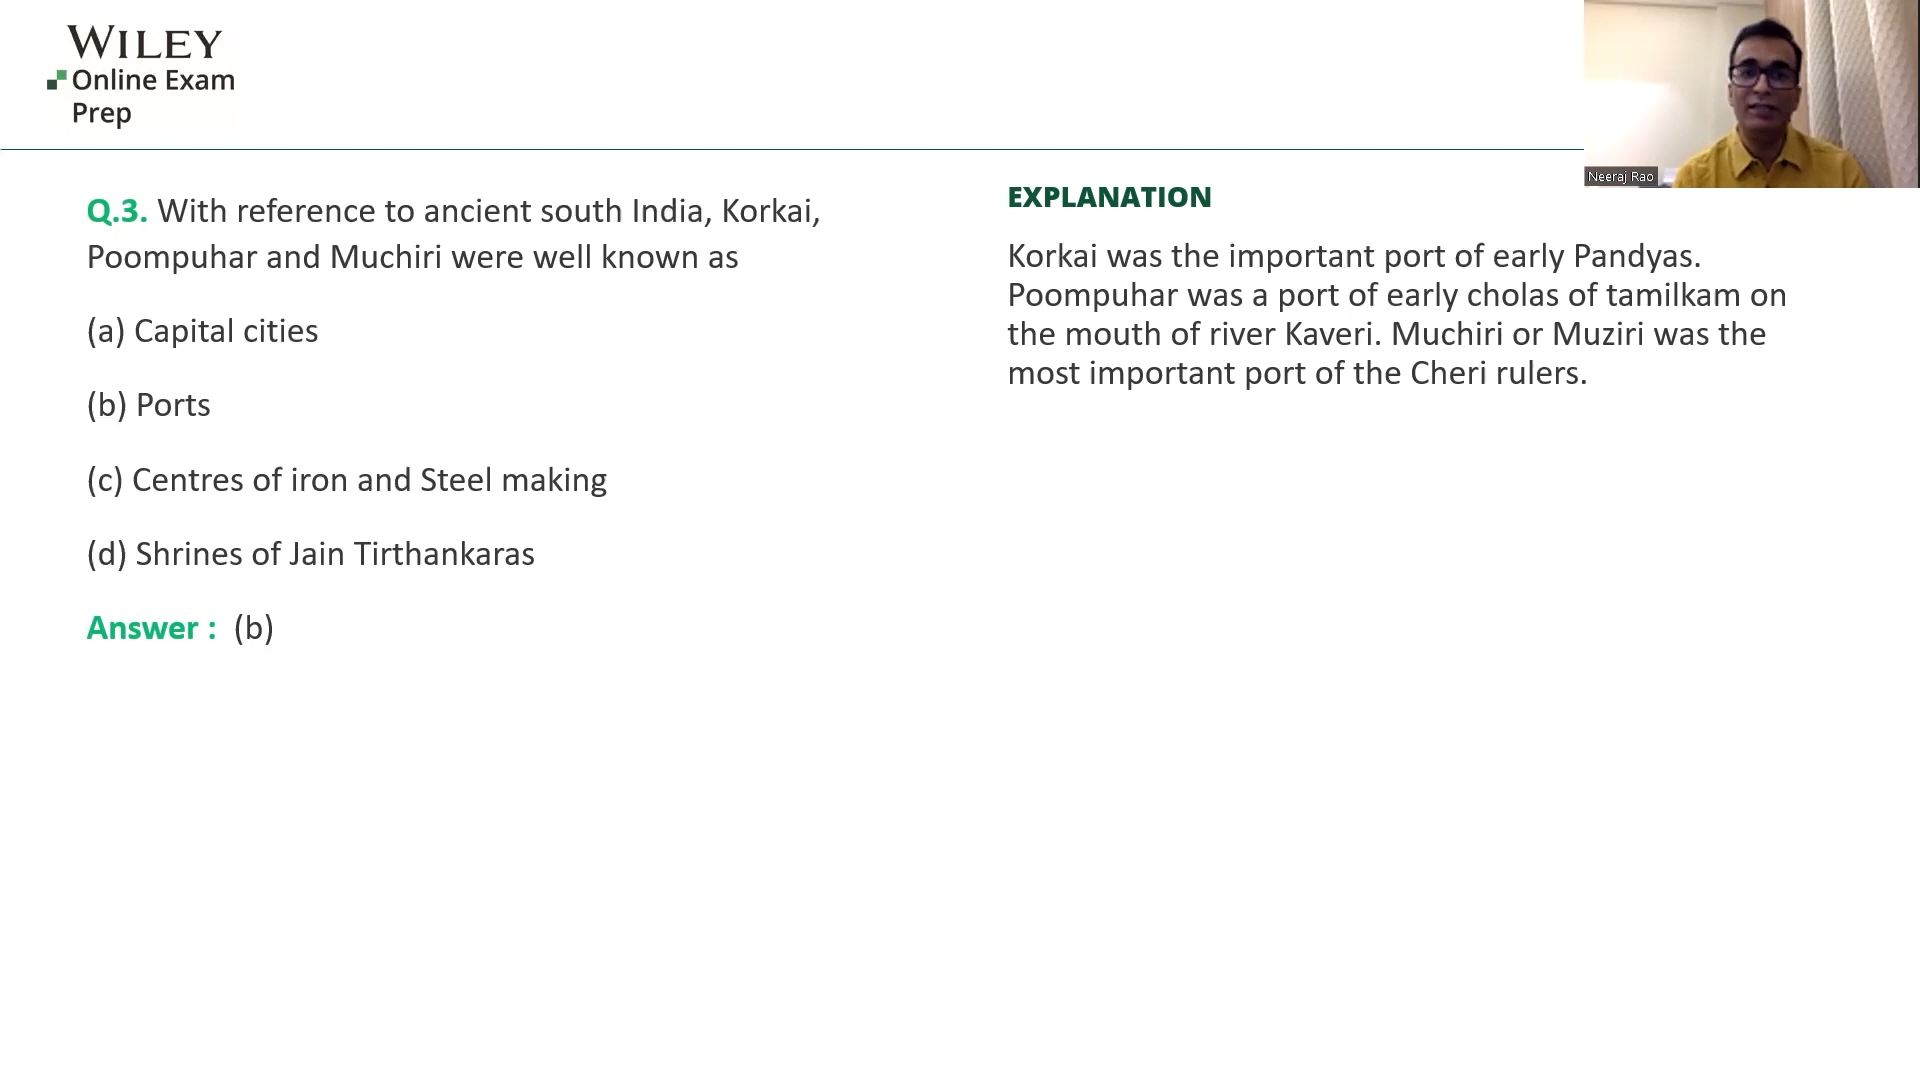 WILEY
Online Exam
Prep
Neeraj Rao
Q.3. With reference to ancient south India, Korkai,
Poompuhar and Muchiri were well known as
(a) Capital cities
(b) Ports
(c) Centres of iron and Steel making
(d) Shrines of Jain Tirthankaras
Answer : (b)
EXPLANATION
Korkai was the important port of early Pandyas.
Poompuhar was a port of early cholas of tamilkam on
the mouth of river Kaveri. Muchiri or Muziri was the
most important port of the Cheri rulers.